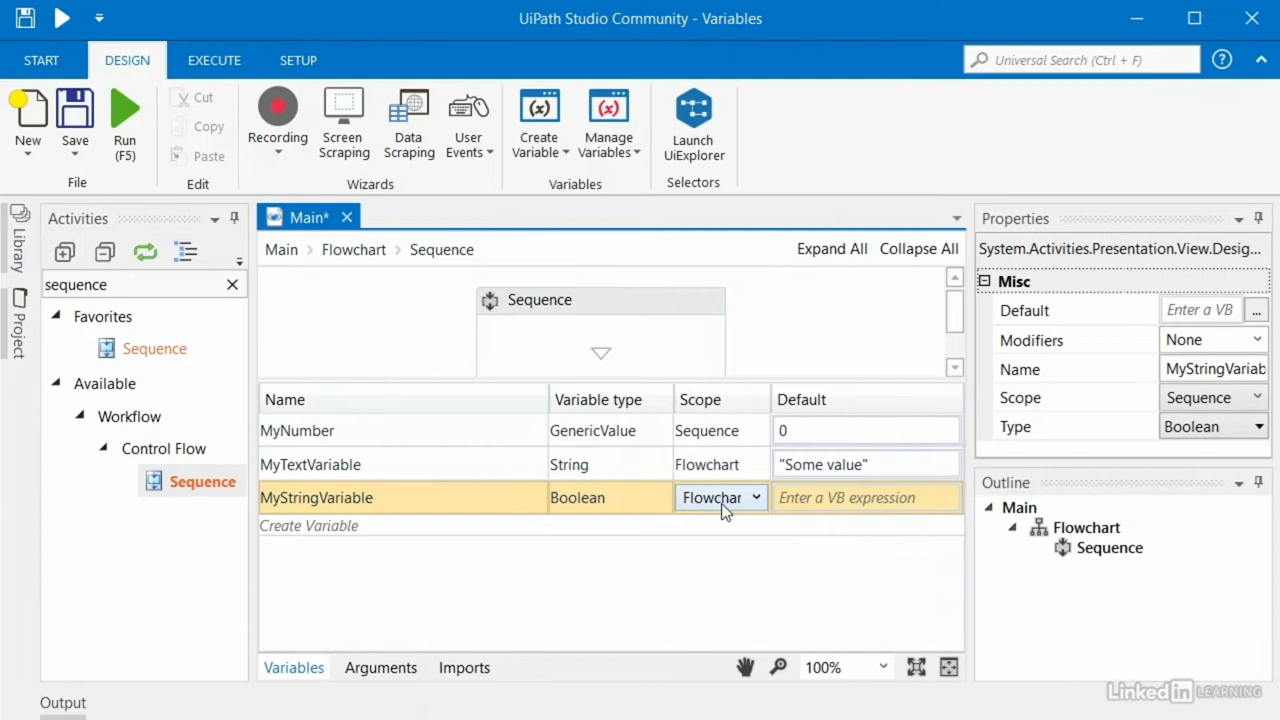 UiPath Studio Community - Variables
START DESIGN EXECUTE SETUP
Universal Search (Ctrl + F)
New Save Run (F5)
File
Cut
Copy
Paste
Edit
Recording Screen Scraping Data Scraping User Events
Wizards
Create Variable Manage Variables
Variables
Launch UiExplorer
Selectors
Library
Project
Activities
sequence
Favorites
Sequence
Available
Workflow
Control Flow
Sequence
Main*
Main > Flowchart > Sequence
Expand All Collapse All
Sequence
Name Variable type Scope Default
MyNumber GenericValue Sequence 0
MyTextVariable String Flowchart "Some value"
MyStringVariable Boolean Flowchar Enter a VB expression
Create Variable
Variables Arguments Imports
100%
Properties
System.Activities.Presentation.View.Desig...
Misc
Default Enter a VB ...
Modifiers None
Name MyStringVariab
Scope Sequence
Type Boolean
Outline
Main
Flowchart
Sequence
Output
Linked in LEARNING